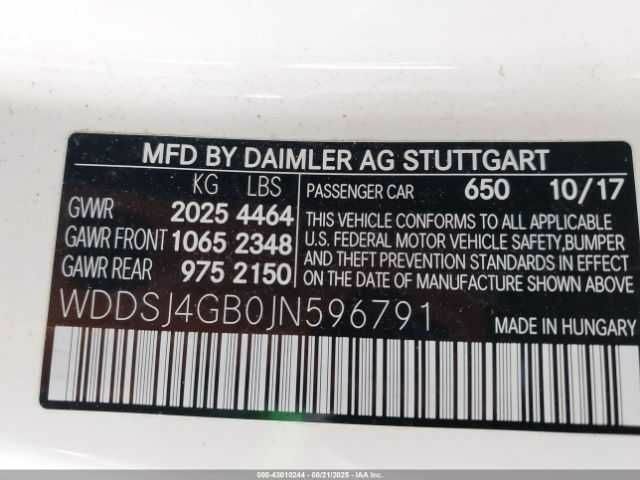 MFD BY DAIMLER AG STUTTGART
KG LBS
GVWR 2025 4464
GAWR FRONT 1065 2348
GAWR REAR 975 2150
PASSENGER CAR 650 10/17
THIS VEHICLE CONFORMS TO ALL APPLICABLE
U.S. FEDERAL MOTOR VEHICLE SAFETY,BUMPER
AND THEFT PREVENTION STANDARDS IN EFFECT
ON THE DATE OF MANUFACTURE SHOWN ABOVE
WDDSJ4GB0JN596791
MADE IN HUNGARY
000-43010244 - 08/21/2025 - IAA Inc.